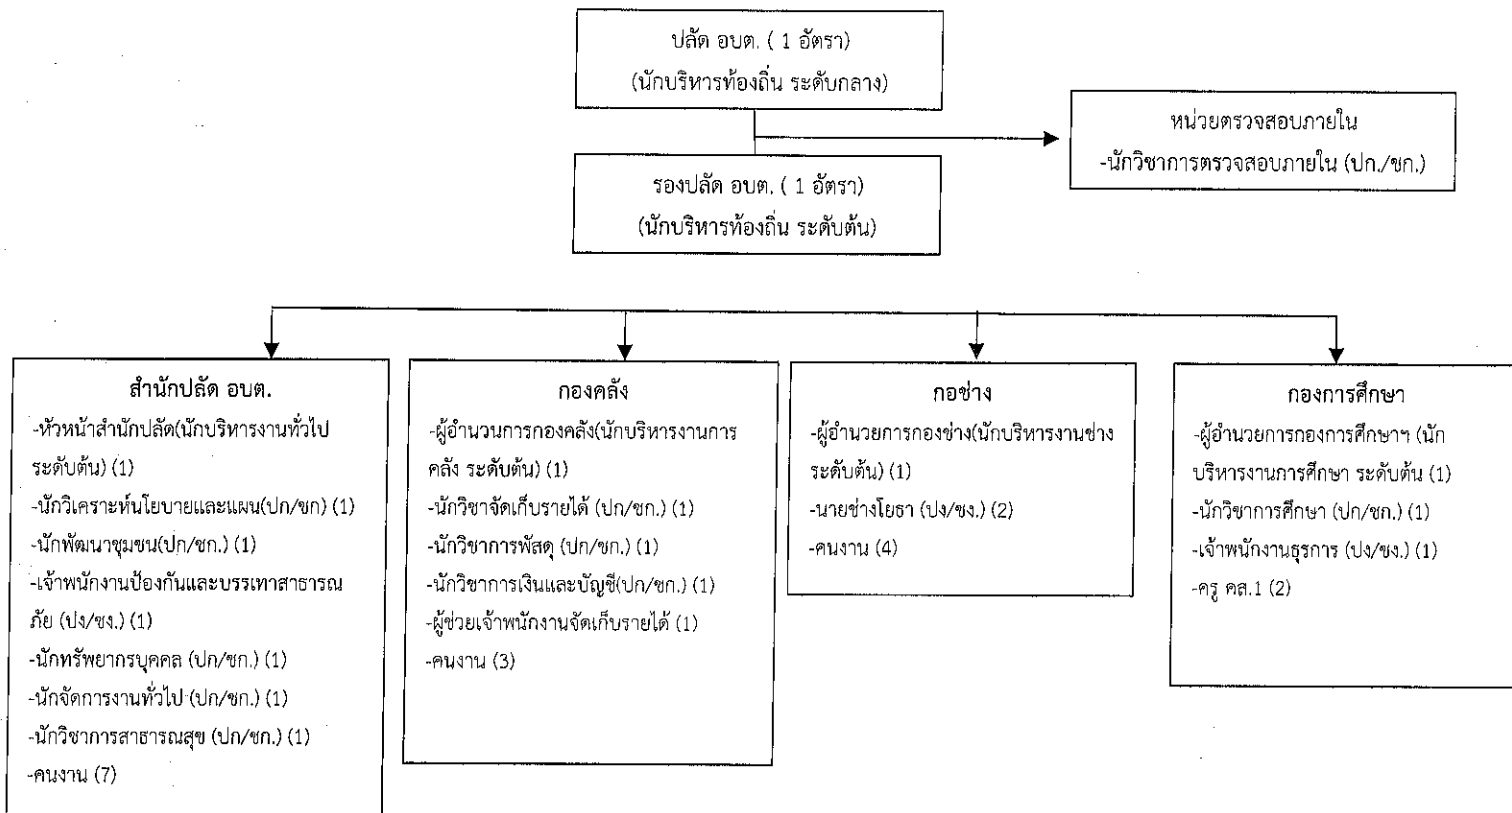 ปลัด อบต. ( 1 อัตรา)
(นักบริหารท้องถิ่น ระดับกลาง)
หน่วยตรวจสอบภายใน
-นักวิชาการตรวจสอบภายใน (ปก./ชก.)
รองปลัด อบต. ( 1 อัตรา)
(นักบริหารท้องถิ่น ระดับต้น)
สำนักปลัด อบต.
-หัวหน้าสำนักปลัด(นักบริหารงานทั่วไป
ระดับต้น) (1)
-นักวิเคราะห์นโยบายและแผน(ปก/ชก) (1)
-นักพัฒนาชุมชน(ปก/ชก.) (1)
-เจ้าพนักงานป้องกันและบรรเทาสาธารณ
ภัย (ปง/ชง.) (1)
-นักทรัพยากรบุคคล (ปก/ชก.) (1)
-นักจัดการงานทั่วไป (ปก/ชก.) (1)
-นักวิชาการสาธารณสุข (ปก/ชก.) (1)
-คนงาน (7)
กองคลัง
-ผู้อำนวนการกองคลัง(นักบริหารงานการ
คลัง ระดับต้น) (1)
-นักวิชาจัดเก็บรายได้ (ปก/ชก.) (1)
-นักวิชาการพัสดุ (ปก/ชก.) (1)
-นักวิชาการเงินและบัญชี(ปก/ชก.) (1)
-ผู้ช่วยเจ้าพนักงานจัดเก็บรายได้ (1)
-คนงาน (3)
กอช่าง
-ผู้อำนวยการกองช่าง(นักบริหารงานช่าง
ระดับต้น) (1)
-นายช่างโยธา (ปง/ชง.) (2)
-คนงาน (4)
กองการศึกษา
-ผู้อำนวยการกองการศึกษาฯ (นัก
บริหารงานการศึกษา ระดับต้น (1)
-นักวิชาการศึกษา (ปก/ชก.) (1)
-เจ้าพนักงานธุรการ (ปง/ชง.) (1)
-ครู คส.1 (2)